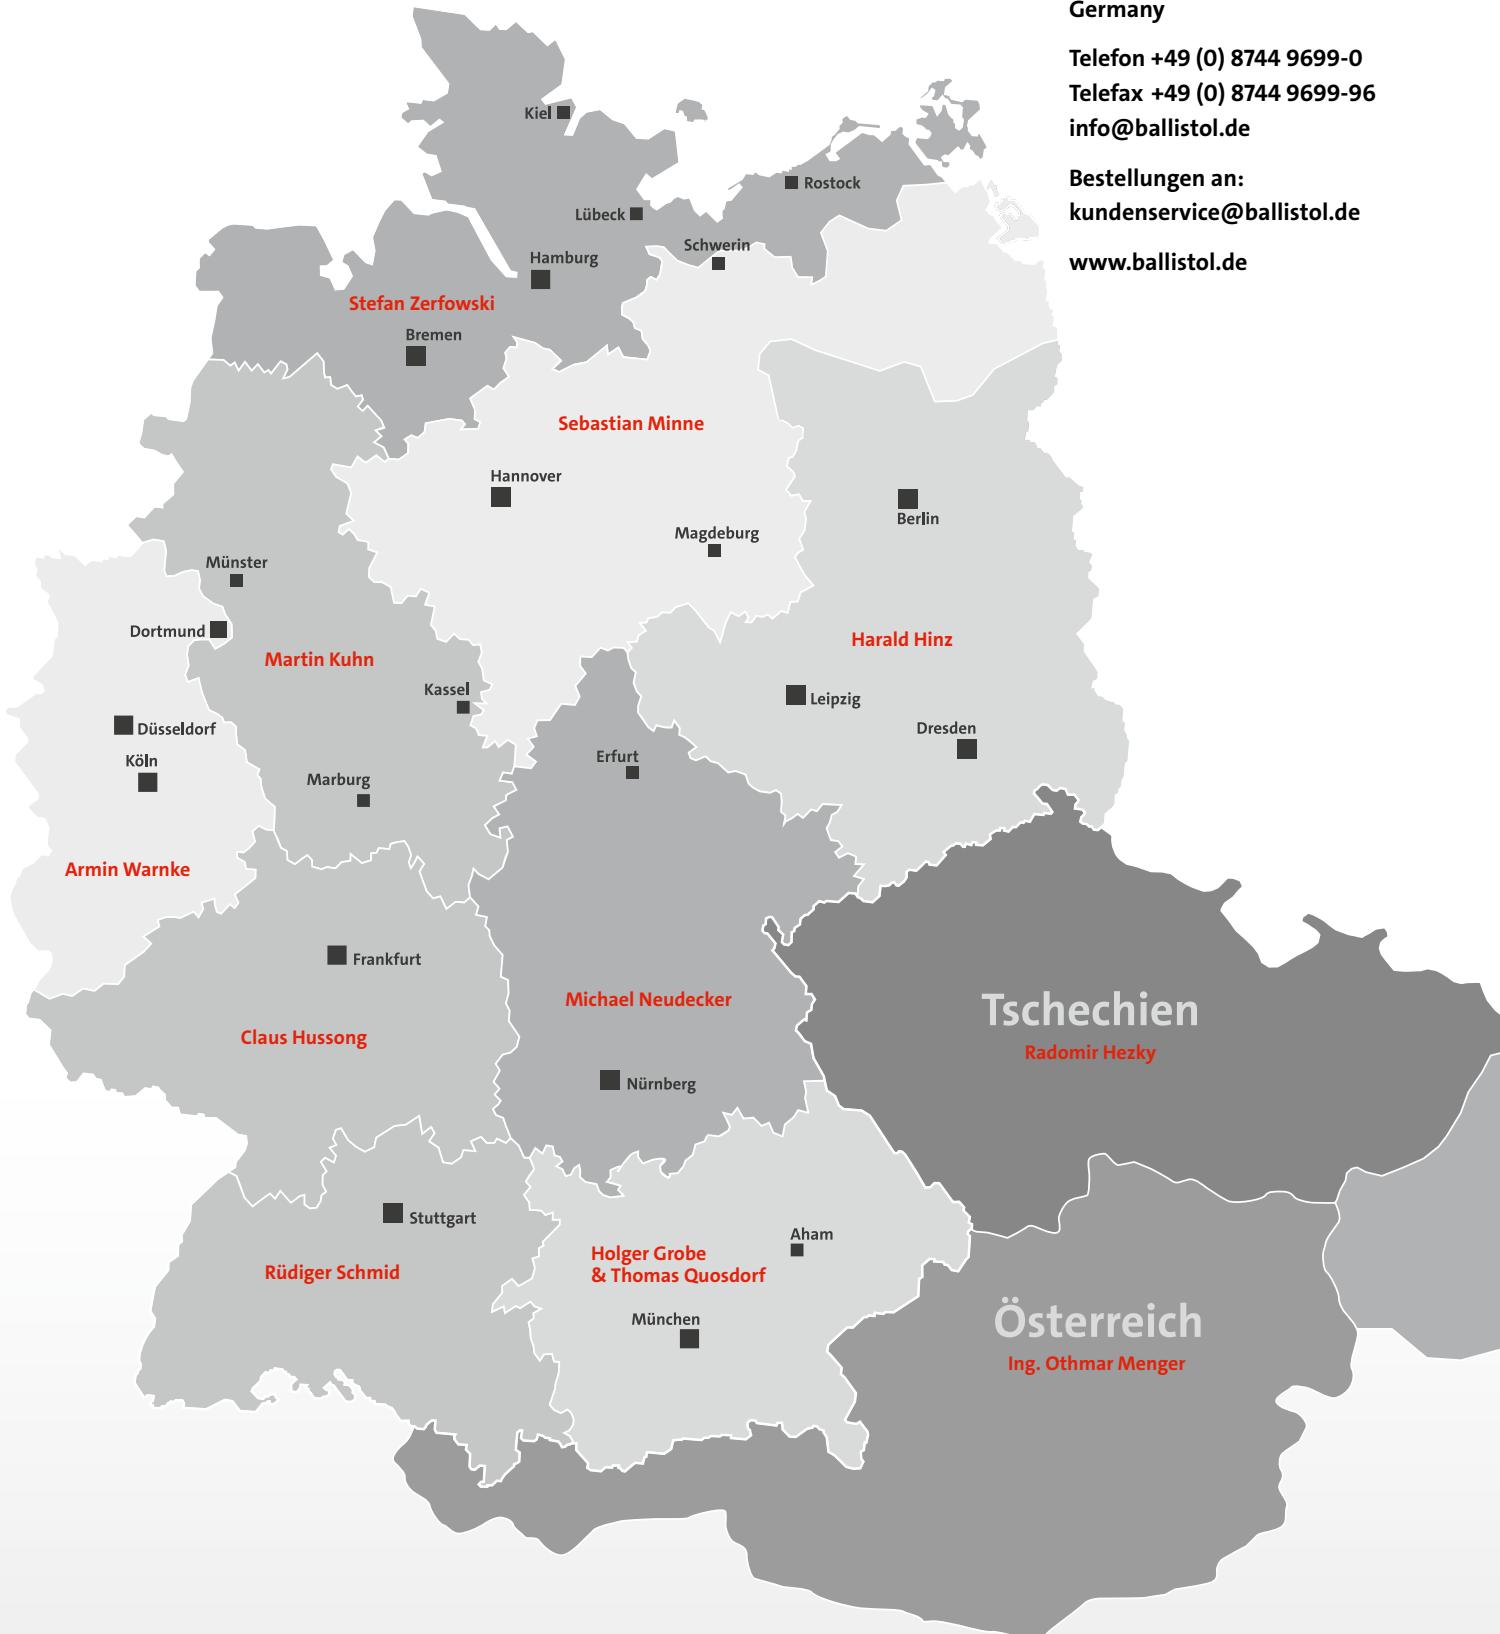 Germany
Telefon +49 (0) 8744 9699-0
Telefax +49 (0) 8744 9699-96
info@ballistol.de
Bestellungen an:
kundenservice@ballistol.de
www.ballistol.de
Kiel
Rostock
Lübeck
Schwerin
Hamburg
Stefan Zerfowski
Bremen
Sebastian Minne
Hannover
Berlin
Magdeburg
Münster
Dortmund
Harald Hinz
Martin Kuhn
Kassel
Leipzig
Düsseldorf
Dresden
Erfurt
Köln
Marburg
Armin Warnke
Frankfurt
Michael Neudecker
Tschechien
Claus Hussong
Radomir Hezky
Nürnberg
Stuttgart
Aham
Holger Grobe
& Thomas Quosdorf
Rüdiger Schmid
München
Österreich
Ing. Othmar Menger